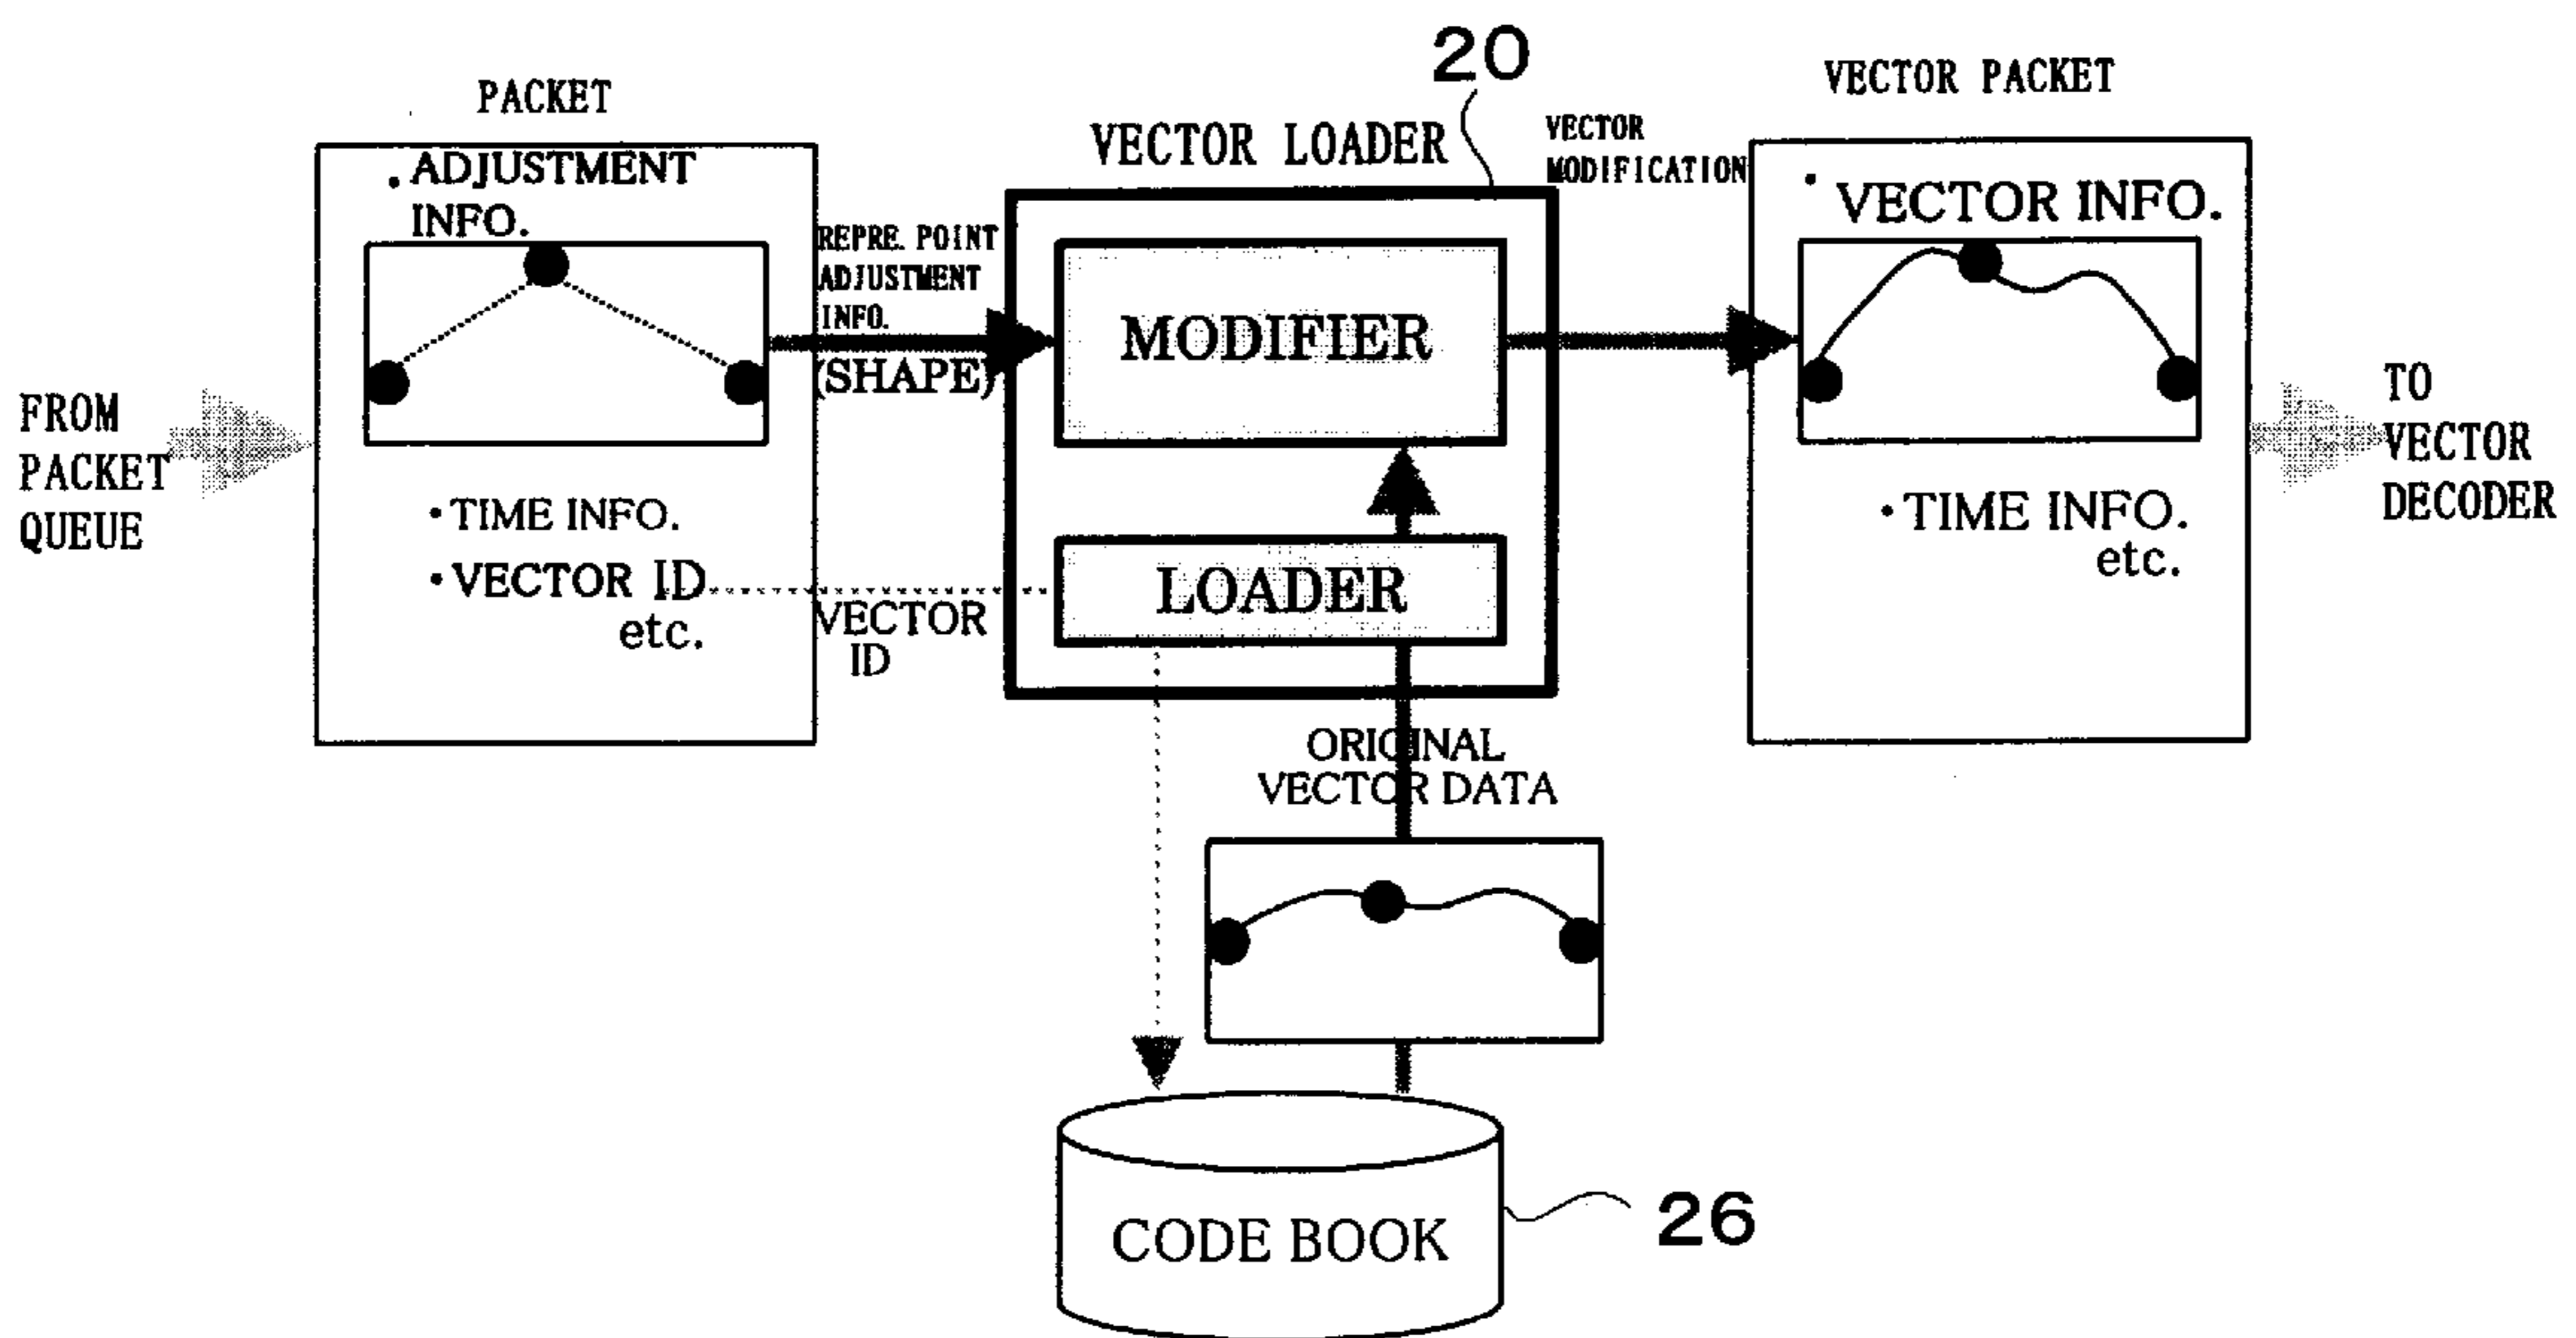 20
PACKET
VECTOR LOADER
VECTOR
MODIFICATION
VECTOR PACKET
• ADJUSTMENT
INFO.
REPRE. POINT
ADJUSTMENT
INFO.
(SHAPE)
MODIFIER
• VECTOR INFO.
FROM
PACKET
QUEUE
• TIME INFO.
• VECTOR ID
etc.
VECTOR
ID
LOADER
• TIME INFO.
etc.
TO
VECTOR
DECODER
ORIGINAL
VECTOR DATA
CODE BOOK
26